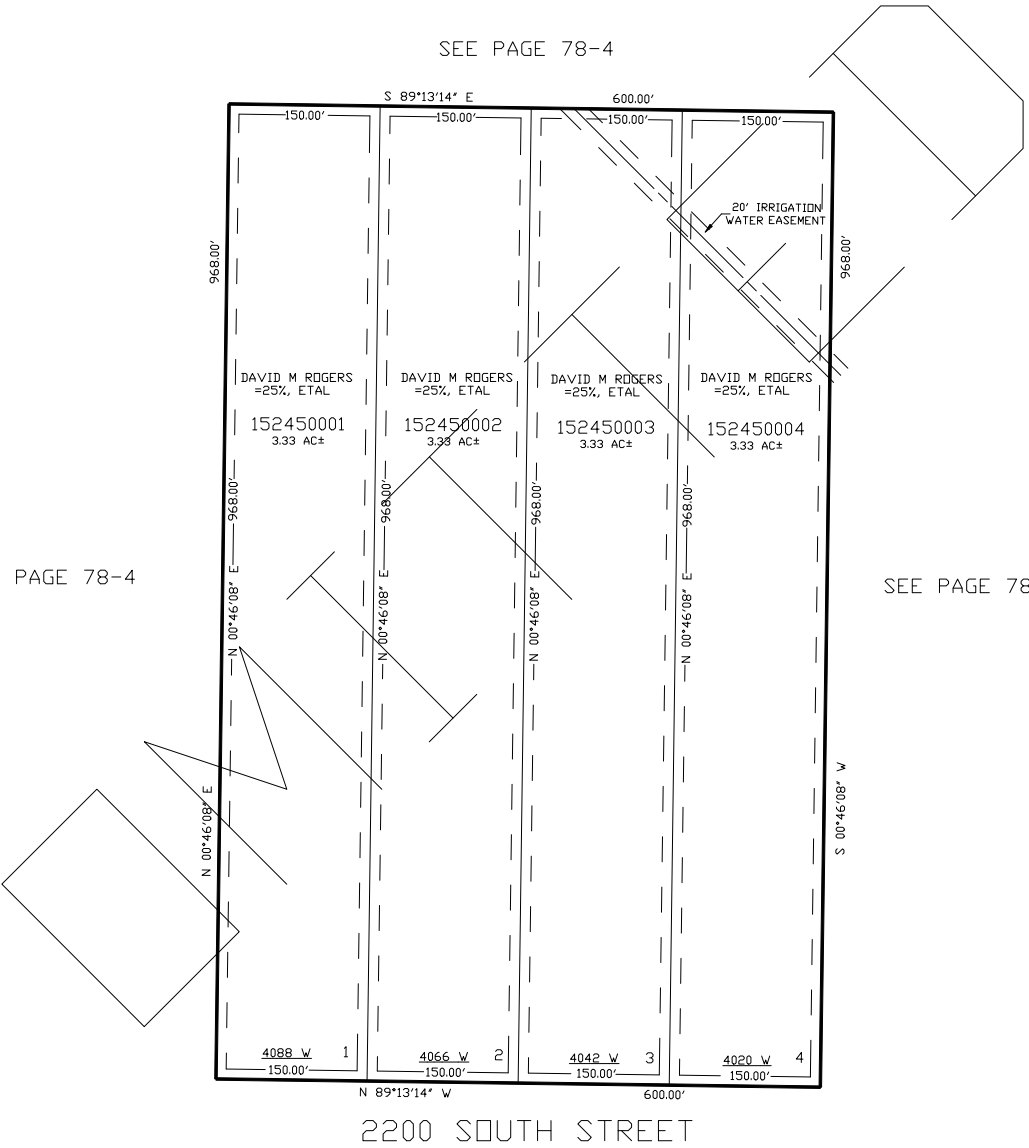 SEE PAGE 78-4
S 89°13'14" E
600.00'
150.00'
150.00'
150.00'
150.00'
20' IRRIGATION
WATER EASEMENT
968.00'
968.00'
DAVID M ROGERS
=25%, ETAL
152450001
3.33 AC±
DAVID M ROGERS
=25%, ETAL
152450002
3.33 AC±
DAVID M ROGERS
=25%, ETAL
152450003
3.33 AC±
DAVID M ROGERS
=25%, ETAL
152450004
3.33 AC±
N 00°46'08" E 968.00'
N 00°46'08" E 968.00'
N 00°46'08" E 968.00'
N 00°46'08" E 968.00'
PAGE 78-4
SEE PAGE 78
N 00°46'08" E
S 00°46'08" W
OMITTED
4088 W 1
4066 W 2
4042 W 3
4020 W 4
150.00'
150.00'
150.00'
150.00'
N 89°13'14" W
600.00'
2200 SOUTH STREET